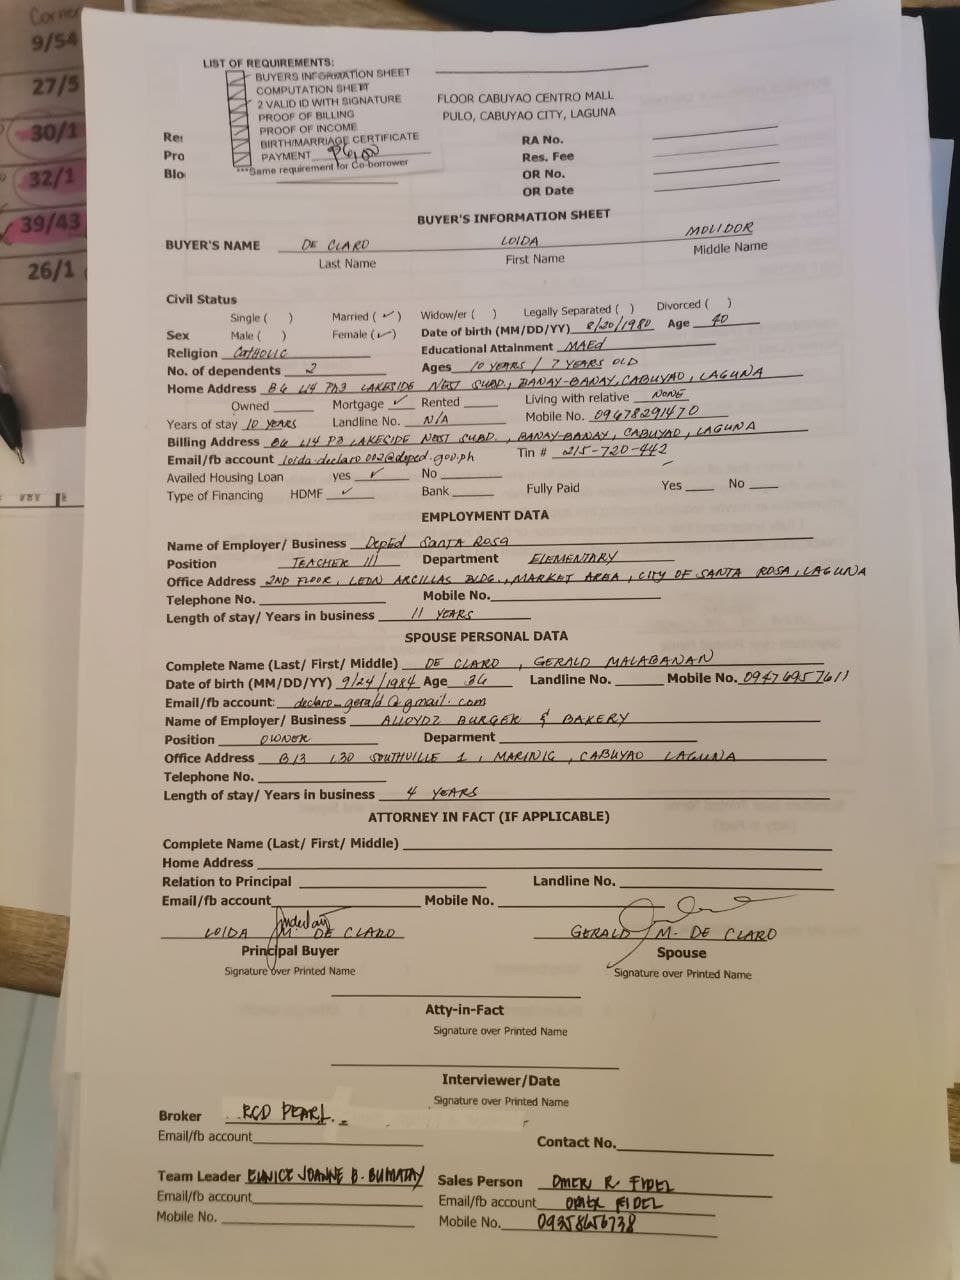 Corner
9/54
27/5
30/1
32/1
39/43
26/1
LIST OF REQUIREMENTS:
BUYERS INFORMATION SHEET
COMPUTATION SHETT
2 VALID ID WITH SIGNATURE
PROOF OF BILLING
PROOF OF INCOME
BIRTH/MARRIAGE CERTIFICATE
PAYMENT
***Same requirement for Co-borrower
FLOOR CABUYAO CENTRO MALL
PULO, CABUYAO CITY, LAGUNA
Res RA No.
Pro Res. Fee
Blo OR No.
OR Date
BUYER'S INFORMATION SHEET
BUYER'S NAME DE CLARO LOIDA MOLIDOR
Last Name First Name Middle Name
Civil Status
Single ( ) Married ( ✓ ) Widow/er ( ) Legally Separated ( ) Divorced ( )
Sex Male ( ) Female ( ✓ ) Date of birth (MM/DD/YY) 8/20/1980 Age 40
Religion CATHOLIC Educational Attainment MAEd
No. of dependents 2 Ages 10 YEARS / 7 YEARS OLD
Home Address B6 L14 PH3 LAKESIDE NEST SUBD., BANAY-BANAY, CABUYAO, LAGUNA
Owned Mortgage ✓ Rented Living with relative NONE
Years of stay 10 YEARS Landline No. N/A Mobile No. 09678291470
Billing Address B6 L14 P3 LAKESIDE NEST SUBD., BANAY-BANAY, CABUYAO, LAGUNA
Email/fb account loida.declaro002@deped.gov.ph Tin # 215-720-442
Availed Housing Loan yes ✓ No
Type of Financing HDMF ✓ Bank Fully Paid Yes No
EMPLOYMENT DATA
Name of Employer/ Business DepEd SANTA ROSA
Position TEACHER III Department ELEMENTARY
Office Address 2ND FLOOR, LEON ARCILLAS BLDG., MARKET AREA, CITY OF SANTA ROSA, LAGUNA
Telephone No. Mobile No.
Length of stay/ Years in business 11 YEARS
SPOUSE PERSONAL DATA
Complete Name (Last/ First/ Middle) DE CLARO, GERALD MALABANAN
Date of birth (MM/DD/YY) 9/24/1984 Age 36 Landline No. Mobile No. 09476957611
Email/fb account: declaro_gerald@gmail.com
Name of Employer/ Business ALLOYDZ BURGER & BAKERY
Position OWNER Deparment
Office Address B13 L30 SOUTHVILLE 1, MARINIG, CABUYAO LAGUNA
Telephone No.
Length of stay/ Years in business 4 YEARS
ATTORNEY IN FACT (IF APPLICABLE)
Complete Name (Last/ First/ Middle)
Home Address
Relation to Principal Landline No.
Email/fb account Mobile No.
LOIDA M. DE CLARO GERALD M. DE CLARO
Principal Buyer Spouse
Signature over Printed Name Signature over Printed Name
Atty-in-Fact
Signature over Printed Name
Interviewer/Date
Signature over Printed Name
Broker RCD PEARL.
Email/fb account Contact No.
Team Leader EUNICE JOANNE B. BUMATAY Sales Person OMER R. FIDEL
Email/fb account Email/fb account OMER FIDEL
Mobile No. Mobile No. 09358656738